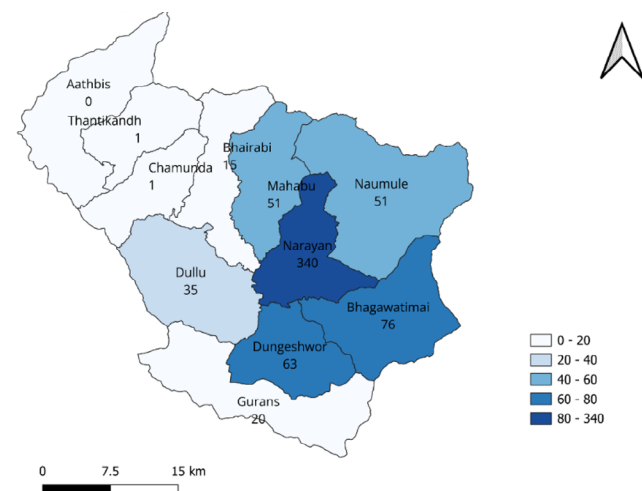 Aathbis
0
Thantikandh
1
Chamunda
1
Bhairabi
15
Mahabu
51
Naumule
51
Narayan
340
Dullu
35
Bhagawatimai
76
Dungeshwor
63
Gurans
20
0 - 20
20 - 40
40 - 60
60 - 80
80 - 340
0 7.5 15 km